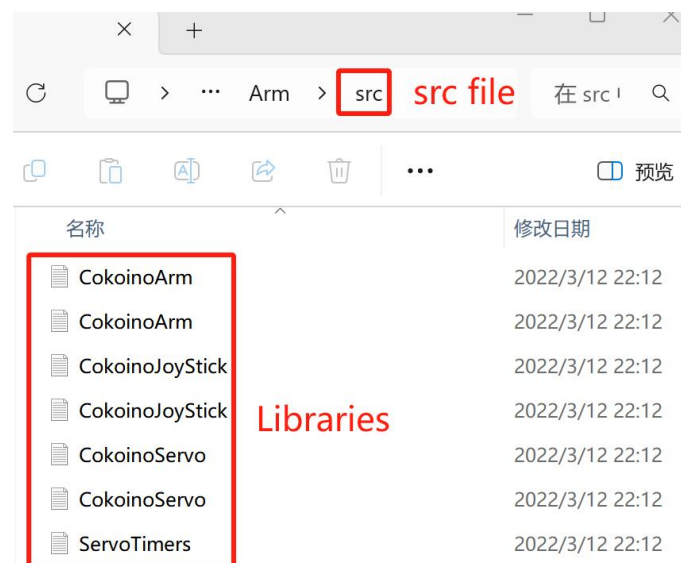 Arm > src src file 在 src
预览
名称 修改日期
CokoinoArm 2022/3/12 22:12
CokoinoArm 2022/3/12 22:12
CokoinoJoyStick 2022/3/12 22:12
CokoinoJoyStick 2022/3/12 22:12
Libraries
CokoinoServo 2022/3/12 22:12
CokoinoServo 2022/3/12 22:12
ServoTimers 2022/3/12 22:12